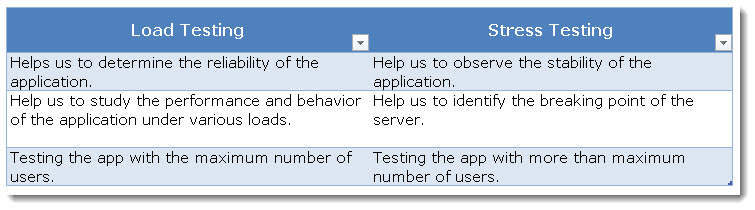 Load Testing
Stress Testing
Helps us to determine the reliability of the
application.
Help us to observe the stability of the
application.
Help us to study the performance and behavior
of the application under various loads.
Help us to identify the breaking point of the
server.
Testing the app with the maximum number of
users.
Testing the app with more than maximum
number of users.